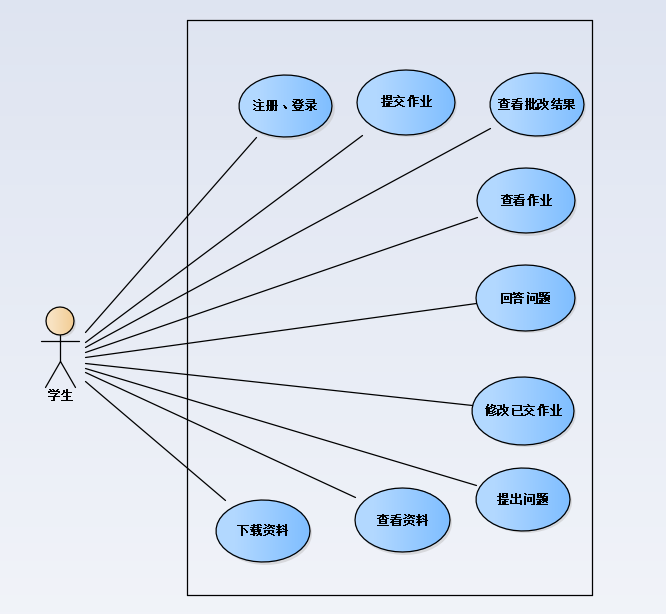 注册、登录
提交作业
查看批改结果
查看作业
回答问题
学生
修改已交作业
提出问题
查看资料
下载资料